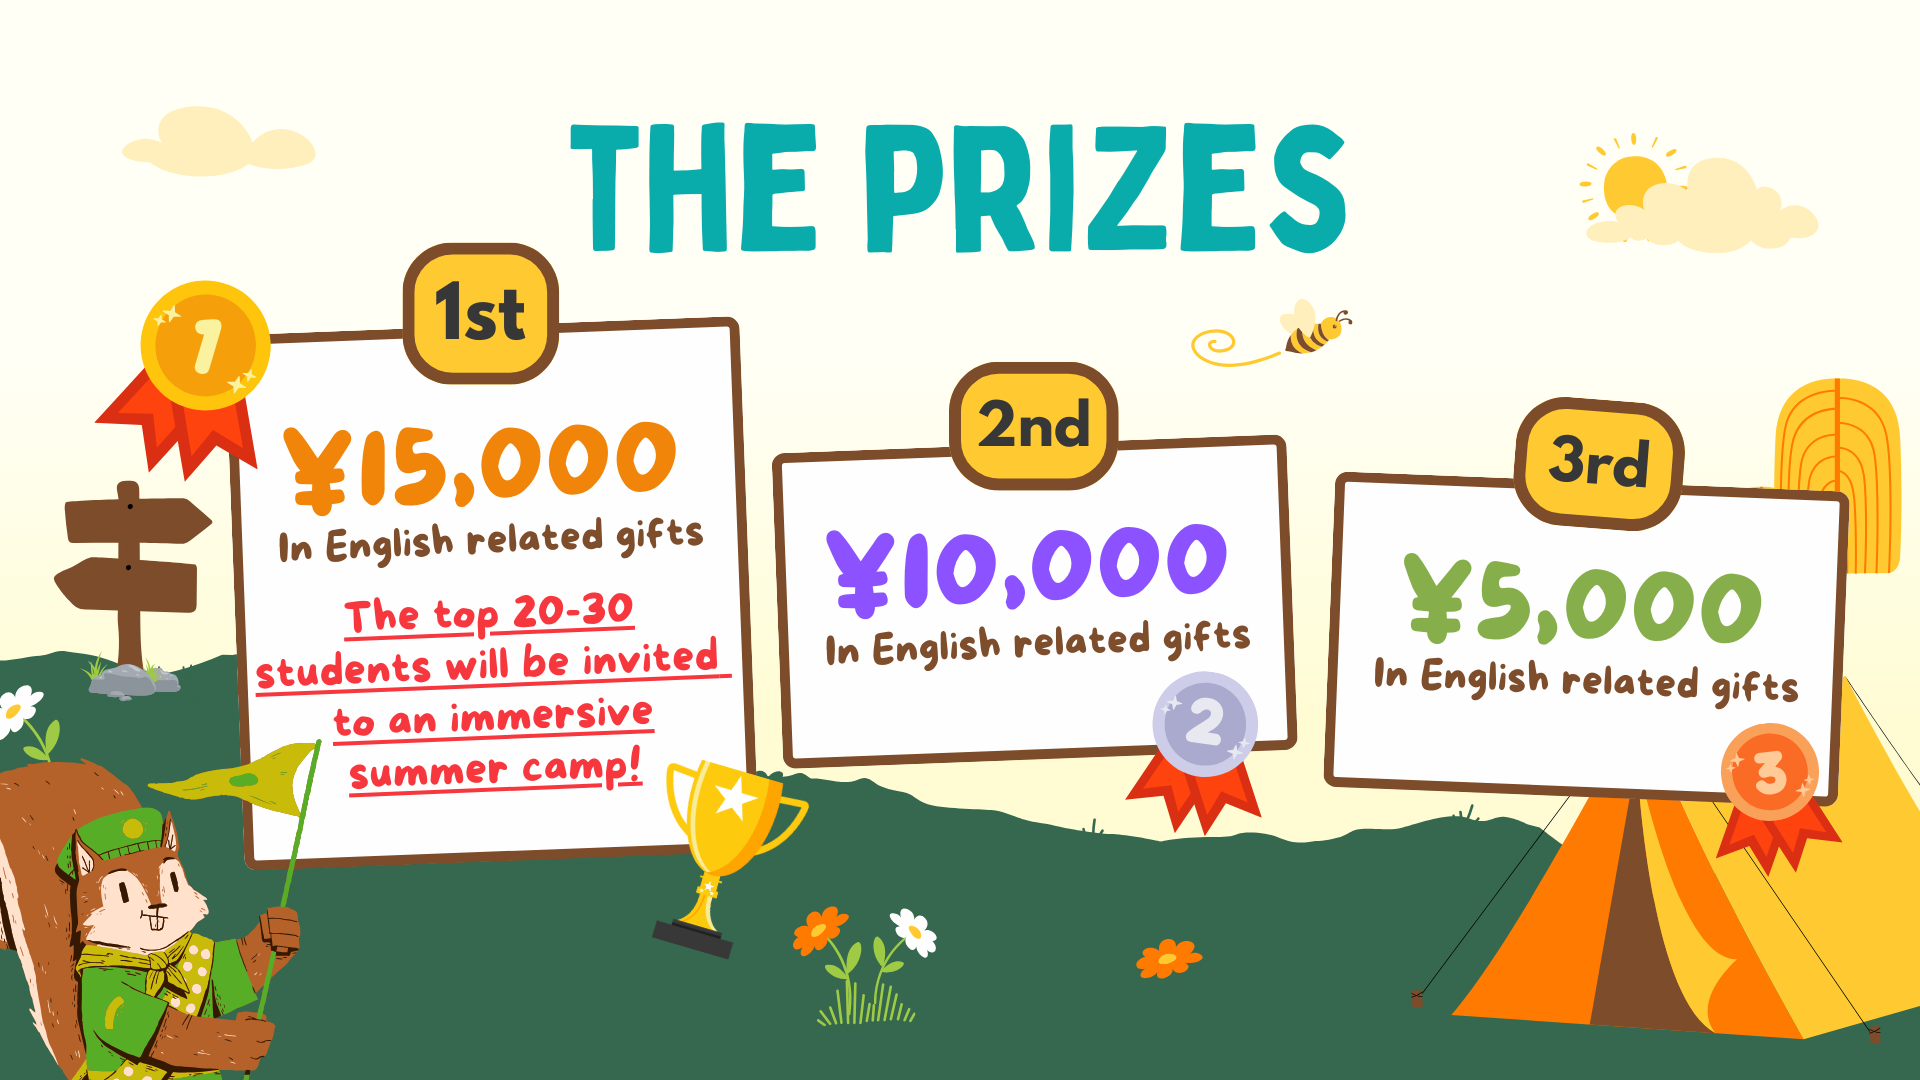 THE PRIZES
1
1st
¥15,000
In English related gifts
The top 20-30
students will be invited
to an immersive
summer camp!
2nd
¥10,000
In English related gifts
2
3rd
¥5,000
In English related gifts
3